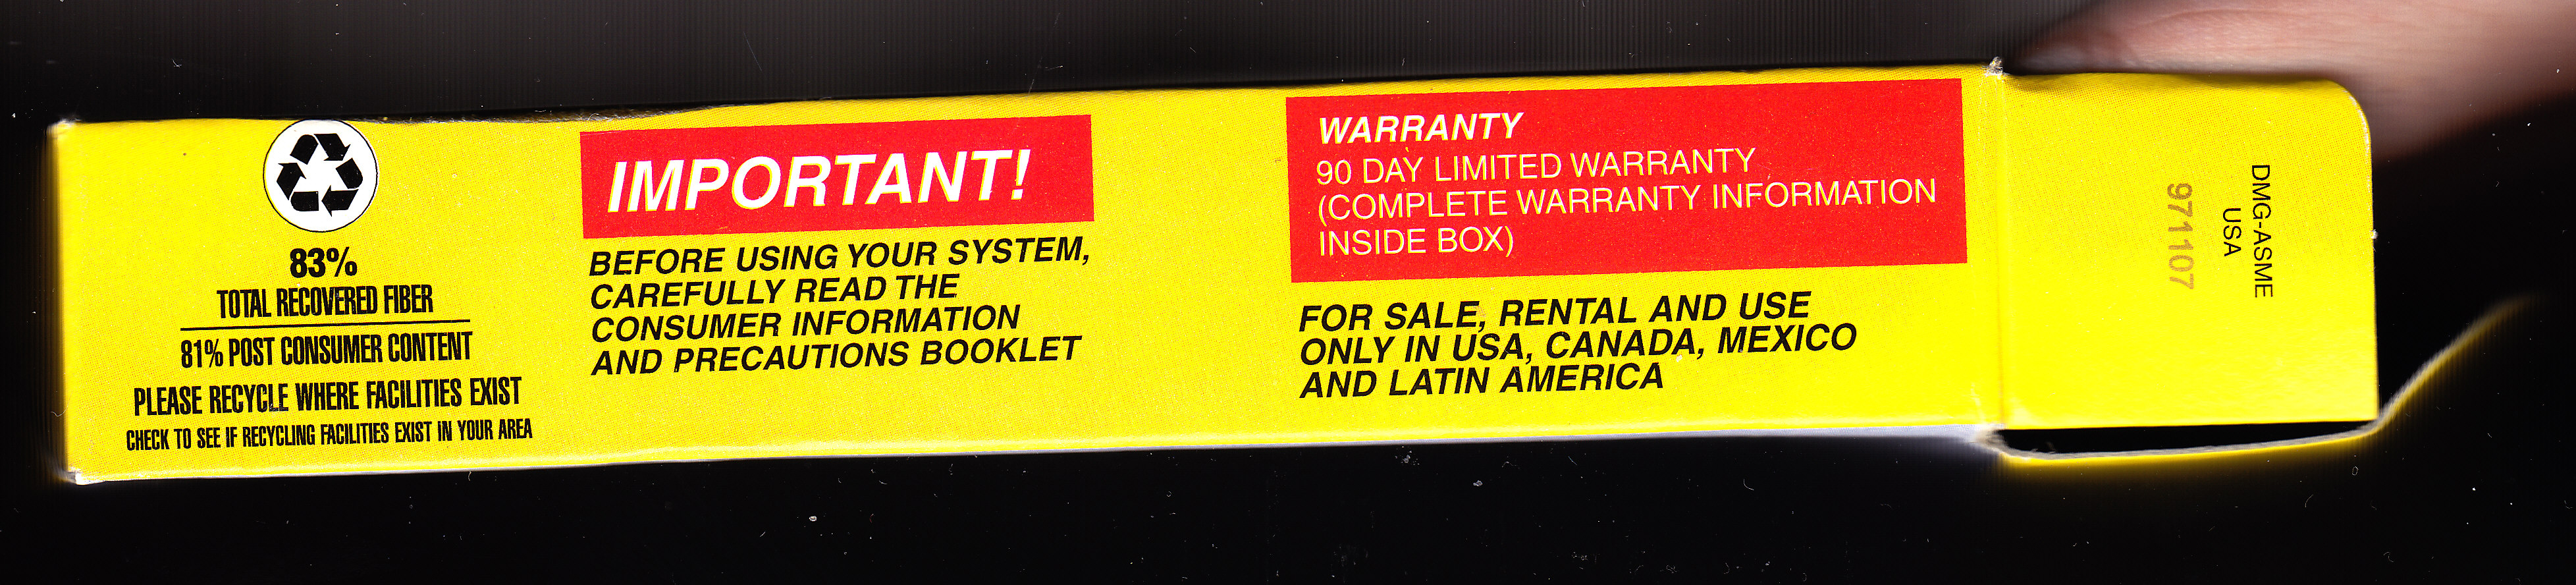 83%
TOTAL RECOVERED FIBER
81% POST CONSUMER CONTENT
PLEASE RECYCLE WHERE FACILITIES EXIST
CHECK TO SEE IF RECYCLING FACILITIES EXIST IN YOUR AREA
IMPORTANT!
BEFORE USING YOUR SYSTEM,
CAREFULLY READ THE
CONSUMER INFORMATION
AND PRECAUTIONS BOOKLET
WARRANTY
90 DAY LIMITED WARRANTY
(COMPLETE WARRANTY INFORMATION
INSIDE BOX)
FOR SALE, RENTAL AND USE
ONLY IN USA, CANADA, MEXICO
AND LATIN AMERICA
DMG-ASME
USA
971107